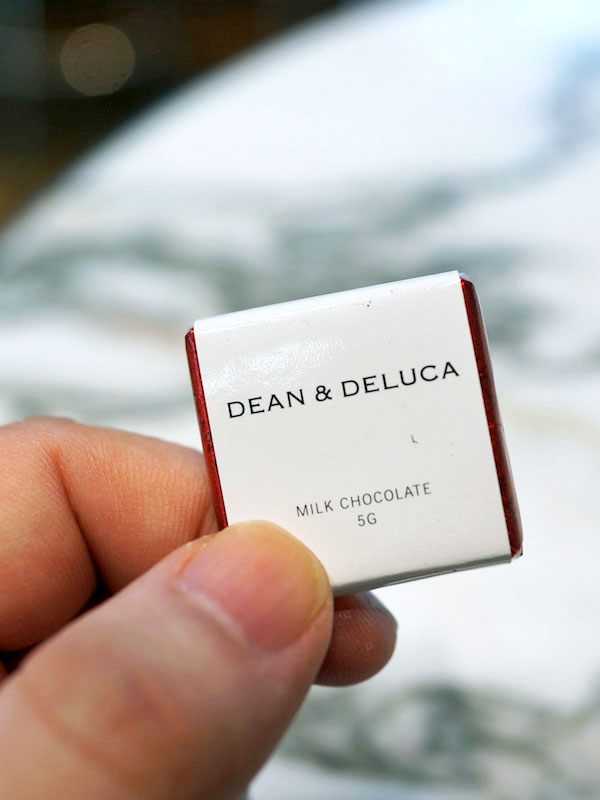 DEAN & DELUCA
MILK CHOCOLATE
5G